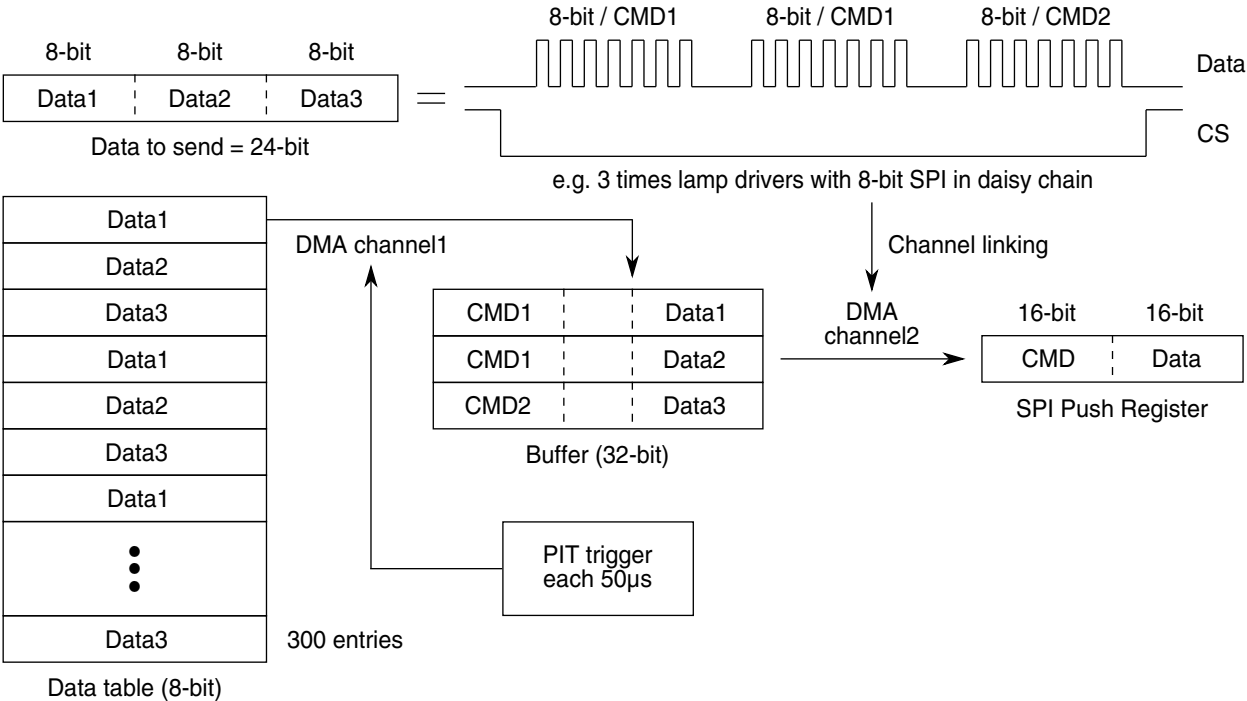 8-bit / CMD1 8-bit / CMD1 8-bit / CMD2
8-bit 8-bit 8-bit
Data1 Data2 Data3
Data
CS
Data to send = 24-bit
e.g. 3 times lamp drivers with 8-bit SPI in daisy chain
Data1
Data2
Data3
Data1
Data2
Data3
Data1
Data3
300 entries
Data table (8-bit)
DMA channel1
Channel linking
CMD1 Data1
CMD1 Data2
CMD2 Data3
Buffer (32-bit)
DMA
channel2
16-bit 16-bit
CMD Data
SPI Push Register
PIT trigger
each 50µs